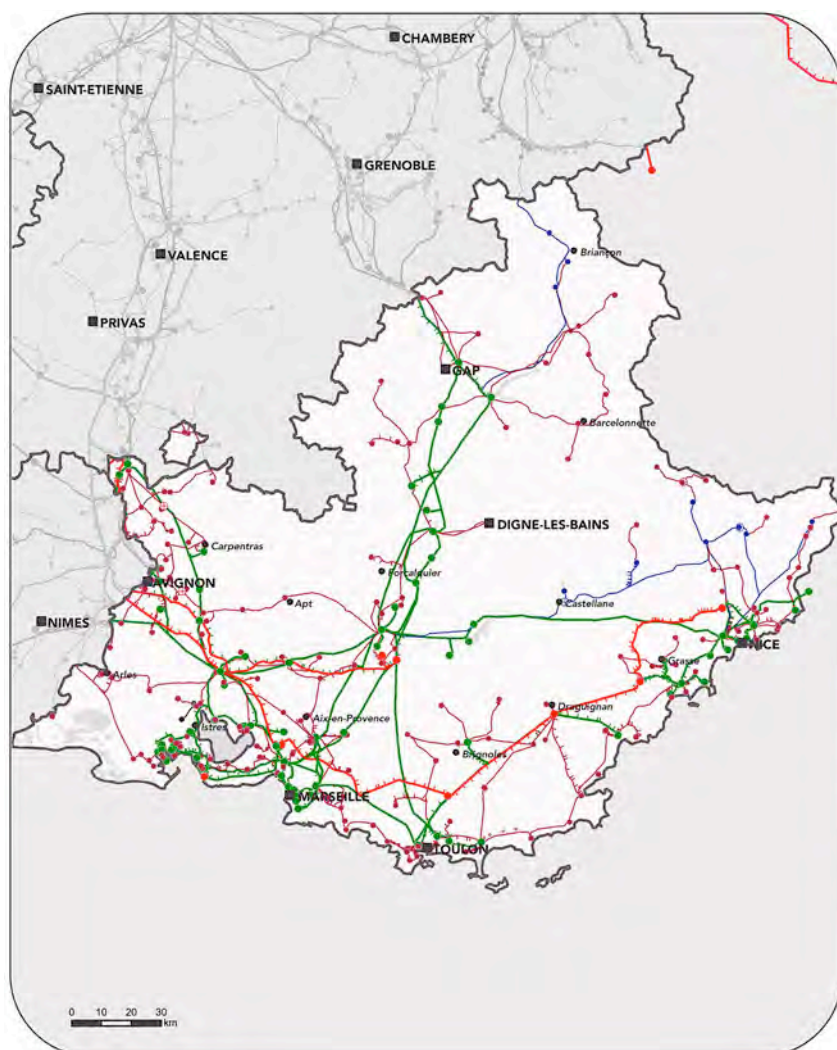 CHAMBERY
SAINT-ETIENNE
GRENOBLE
VALENCE
Briançon
PRIVAS
GAP
Barcelonnette
DIGNE-LES-BAINS
Carpentras
Forcalquier
AVIGNON
Apt
Castellane
NIMES
NICE
Grasse
Arles
Draguignan
Aix-en-Provence
Istres
Brignoles
MARSEILLE
TOULON
0 10 20 30
km